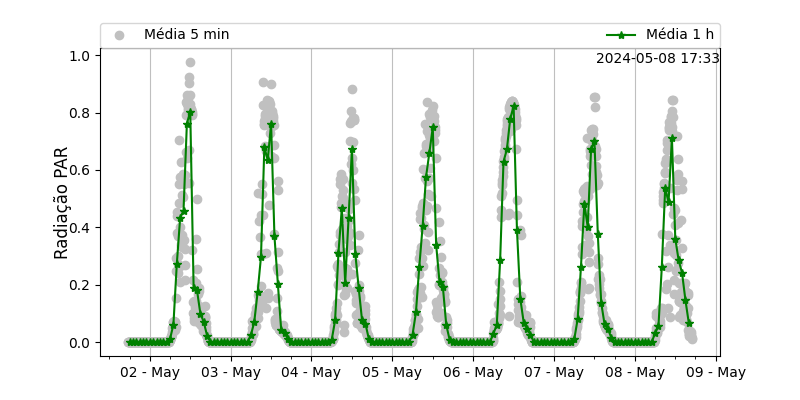 Média 5 min
Média 1 h
2024-05-08 17:33
1.0
0.8
0.6
0.4
0.2
0.0
Radiação PAR
02 - May
03 - May
04 - May
05 - May
06 - May
07 - May
08 - May
09 - May